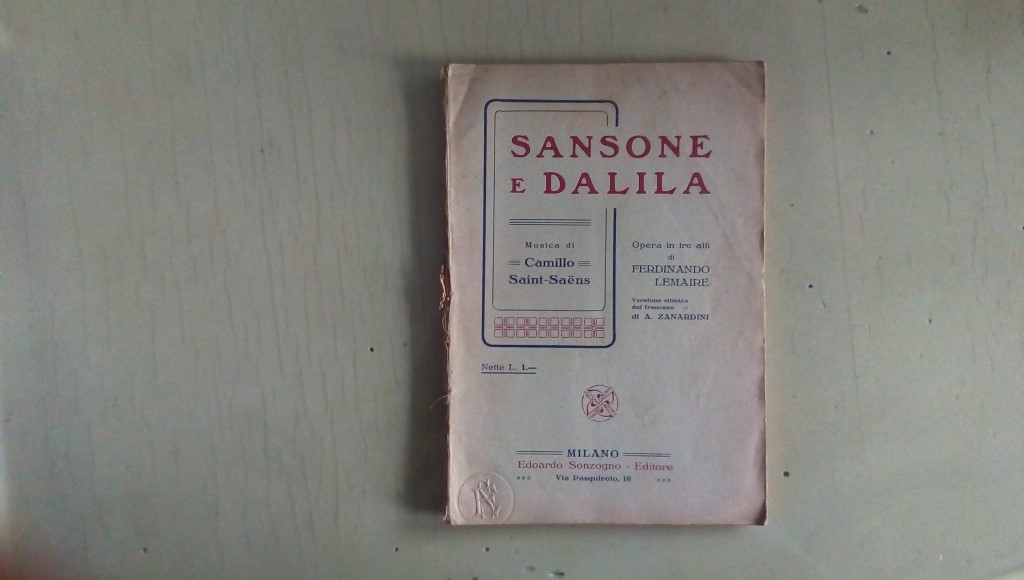 SANSONE
E DALILA
Musica di
Camillo
Saint-Saëns
Opera in tre atti
di
FERDINANDO
LEMAIRE
Versione ritmica
dal francese
di A. ZANARDINI
Nette L. 1.—
MILANO
Edoardo Sonzogno - Editore
Via Pasquirolo, 12